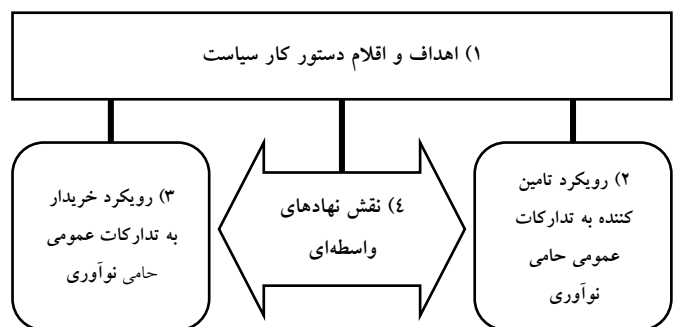 ۱) اهداف و اقلام دستور کار سیاست
۲) رویکرد تامین
کننده به تدارکات
عمومی حامی
نوآوری
۴) نقش نهادهای
واسطه‌ای
۳) رویکرد خریدار
به تدارکات عمومی
حامی نوآوری